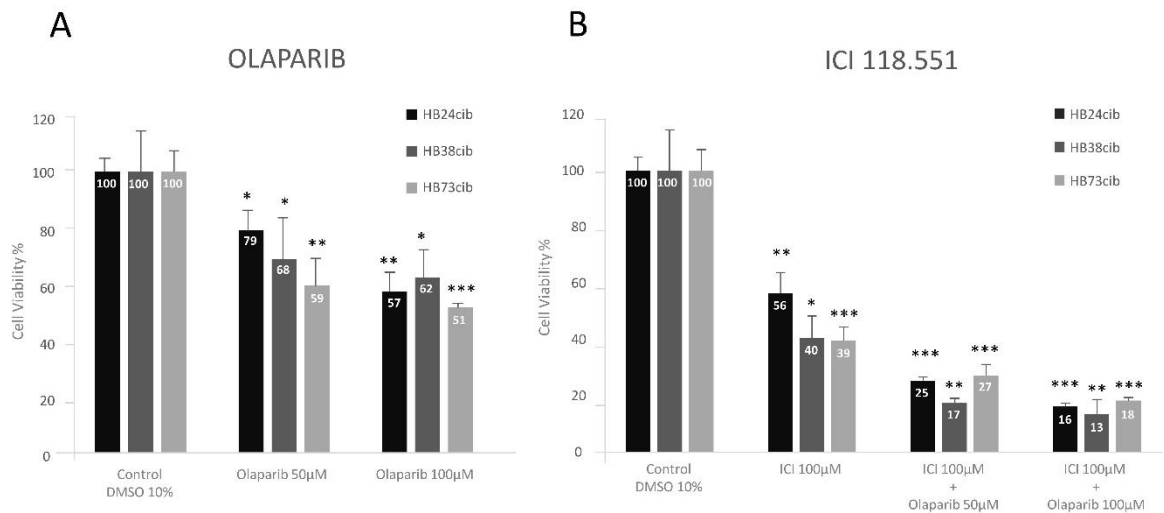 A
OLAPARIB
HB24cib
HB38cib
HB73cib
Cell Viability %
120
100
80
60
40
20
0
100
100
100
*
79
*
68
**
59
**
57
*
62
***
51
Control
DMSO 10%
Olaparib 50μM
Olaparib 100μM
B
ICI 118.551
HB24cib
HB38cib
HB73cib
Cell Viability %
120
100
80
60
40
20
0
100
100
100
**
56
*
40
***
39
***
25
**
17
***
27
***
16
**
13
***
18
Control
DMSO 10%
ICI 100μM
ICI 100μM
+
Olaparib 50μM
ICI 100μM
+
Olaparib 100μM